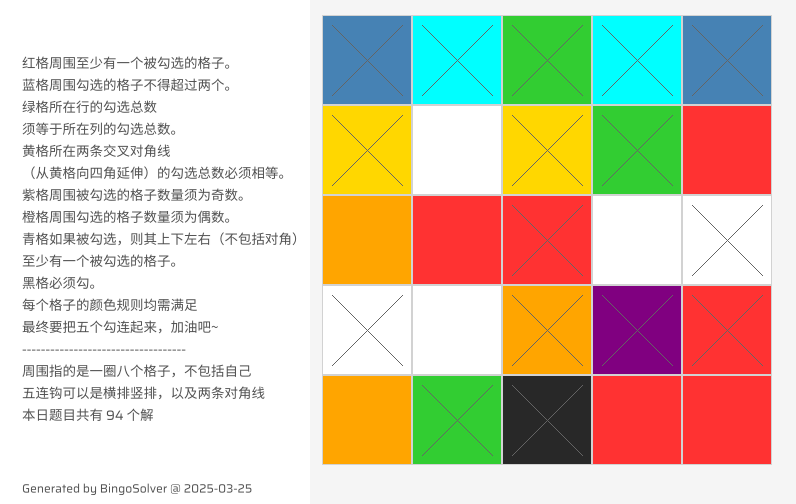 红格周围至少有一个被勾选的格子。
蓝格周围勾选的格子不得超过两个。
绿格所在行的勾选总数
须等于所在列的勾选总数。
黄格所在两条交叉对角线
（从黄格向四角延伸）的勾选总数必须相等。
紫格周围被勾选的格子数量须为奇数。
橙格周围勾选的格子数量须为偶数。
青格如果被勾选，则其上下左右（不包括对角）
至少有一个被勾选的格子。
黑格必须勾。
每个格子的颜色规则均需满足
最终要把五个勾连起来，加油吧~
-----------------------------------
周围指的是一圈八个格子，不包括自己
五连钩可以是横排竖排，以及两条对角线
本日题目共有 94 个解
Generated by BingoSolver @ 2025-03-25